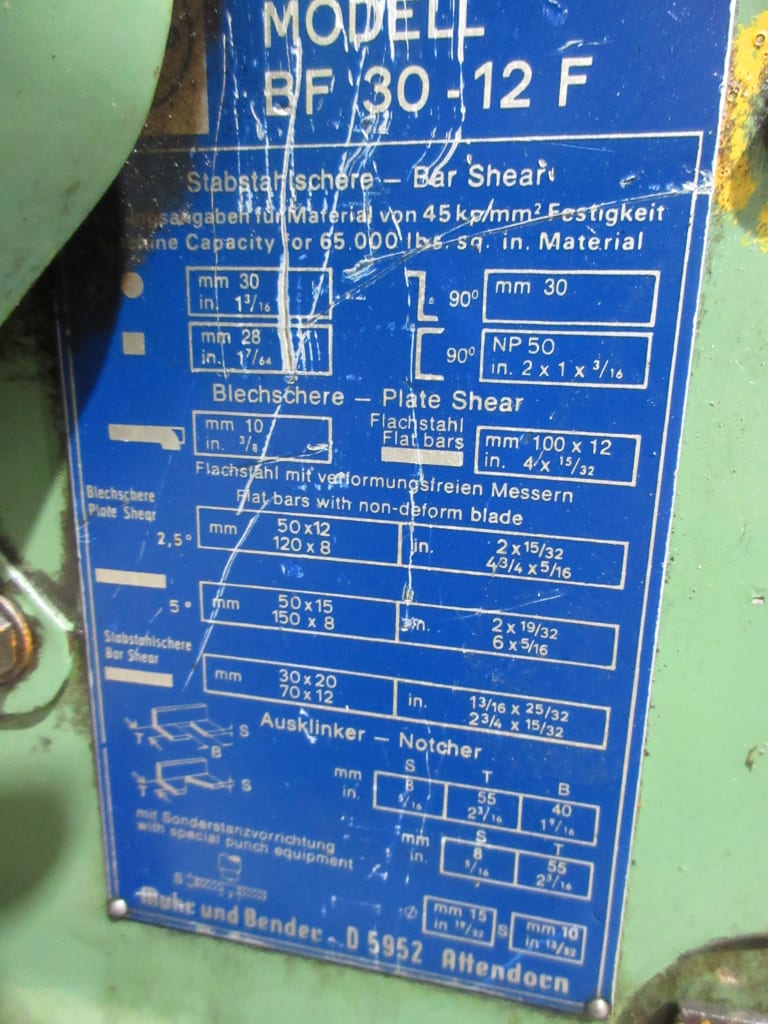 MODELL
BF 30-12 F
Stabstahlschere – Bar Shear
für Material von 45 kp/mm² Festigkeit
Capacity for 65.000 lbs. sq. in. Material
mm 30
in. 1 3/16
90°
mm 30
mm 28
in. 1 7/64
90°
NP 50
in. 2 x 1 x 3/16
Blechschere – Plate Shear
mm 10
in. 3/8
Flachstahl
Flat bars
mm 100 x 12
in. 4 x 15/32
Flachstahl mit verformungsfreien Messern
Flat bars with non-deform blade
Blechschere
Plate Shear
2,5°
mm 50 x 12 in. 2 x 15/32
120 x 8 4 3/4 x 5/16
5°
mm 50 x 15 in. 2 x 19/32
150 x 8 6 x 5/16
Stabstahlschere
Bar Shear
mm 30 x 20 in. 1 3/16 x 25/32
70 x 12 2 3/4 x 15/32
Ausklinker – Notcher
T B S
S
T
S T B
mm 8 55 40
in. 5/16 2 3/16 1 9/16
mit Sonderstanzvorrichtung
with special punch equipment
S T
mm 8 55
in. 5/16 2 3/16
S
ø mm 15 S mm 10
in 19/32 in 13/32
Muhr und Bender D 5952 Attendorn